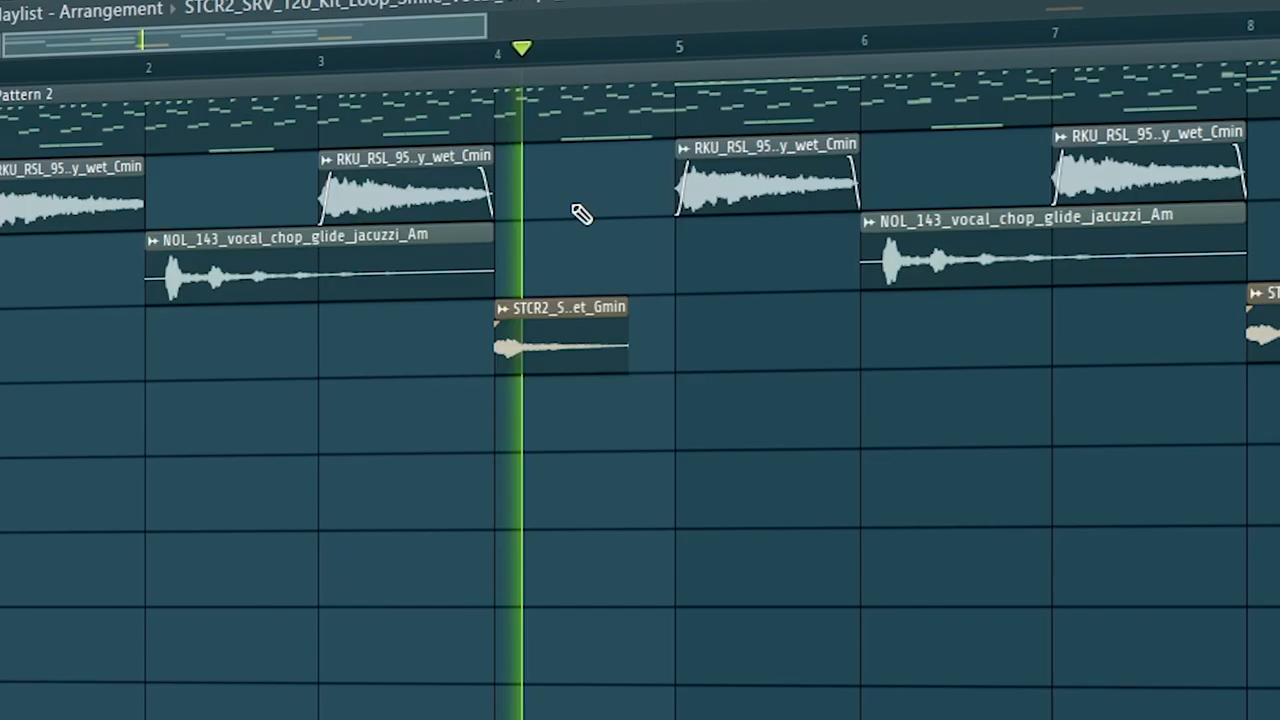 aylist - Arrangement › STCR2_SRV_120_Kit_Loop_Smile_
2 3 4 5 6 7 8
attern 2
RKU_RSL_95..y_wet_Cmin
RKU_RSL_95..y_wet_Cmin
RKU_RSL_95..y_wet_Cmin
RKU_RSL_95..y_wet_Cmin
NOL_143_vocal_chop_glide_jacuzzi_Am
NOL_143_vocal_chop_glide_jacuzzi_Am
STCR2_S..et_Gmin
ST